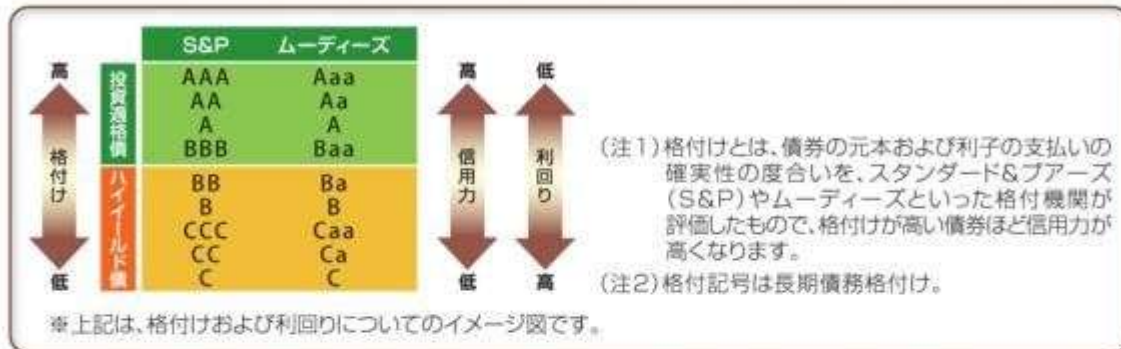 S&P ムーディーズ
高
格付け
低
投資適格債
ハイイールド債
AAA Aaa
AA Aa
A A
BBB Baa
BB Ba
B B
CCC Caa
CC Ca
C C
高
信用力
低
低
利回り
高
(注1)格付けとは、債券の元本および利子の支払いの
確実性の度合いを、スタンダード&プアーズ
(S&P)やムーディーズといった格付機関が
評価したもので、格付けが高い債券ほど信用力が
高くなります。
(注2)格付記号は長期債務格付け。
※上記は、格付けおよび利回りについてのイメージ図です。